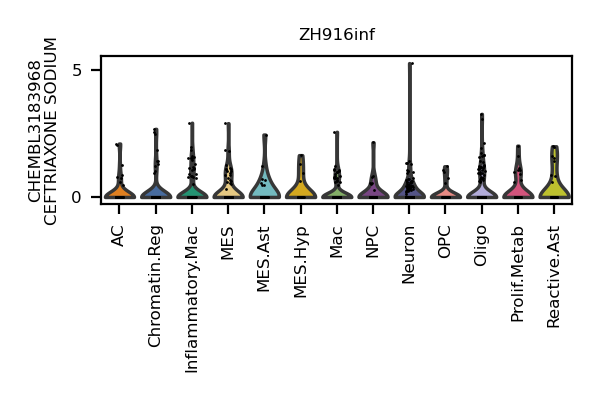 ZH916inf
CHEMBL3183968
CEFTRIAXONE SODIUM
5
0
AC
Chromatin.Reg
Inflammatory.Mac
MES
MES.Ast
MES.Hyp
Mac
NPC
Neuron
OPC
Oligo
Prolif.Metab
Reactive.Ast